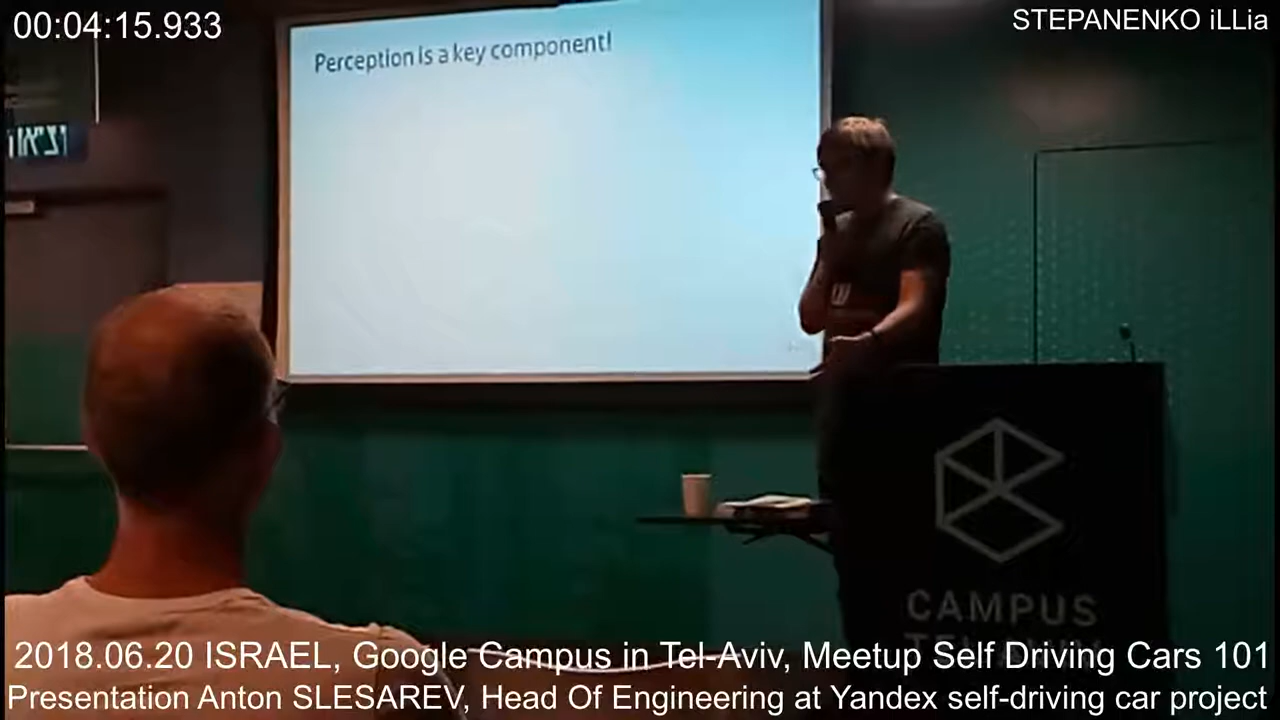 00:04:15.933
STEPANENKO iLLia
Perception is a key component!
CAMPUS
2018.06.20 ISRAEL, Google Campus in Tel-Aviv, Meetup Self Driving Cars 101
Presentation Anton SLESAREV, Head Of Engineering at Yandex self-driving car project